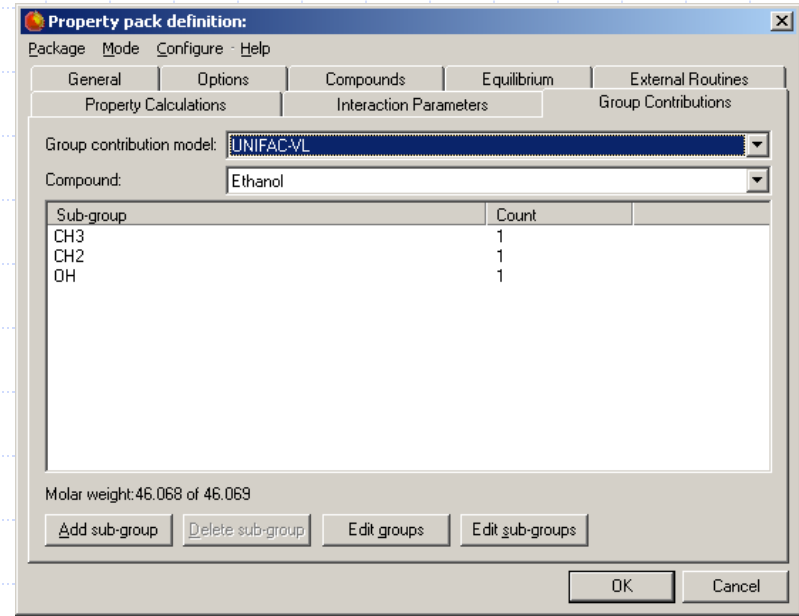 Property pack definition:
Package Mode Configure Help
General Options Compounds Equilibrium External Routines
Property Calculations Interaction Parameters Group Contributions
Group contribution model: UNIFAC-VL
Compound: Ethanol
Sub-group Count
CH3 1
CH2 1
OH 1
Molar weight:46.068 of 46.069
Add sub-group Delete sub-group Edit groups Edit sub-groups
OK Cancel